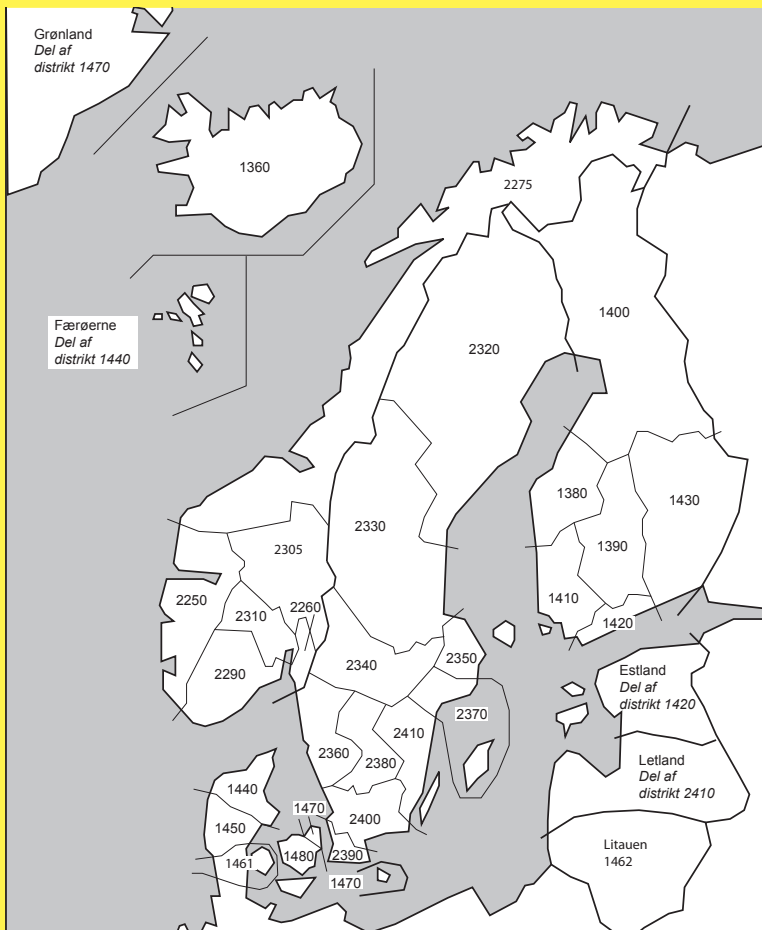 Grønland
Del af
distrikt 1470
1360
2275
Færøerne
Del af
distrikt 1440
1400
2320
1380
1430
2330
2305
1390
2250
2310
2260
1410
1420
2290
2340
2350
Estland
Del af
distrikt 1420
2370
2410
2360
2380
Letland
Del af
distrikt 2410
1440
1470
2400
1450
Litauen
1462
1461
1480
2390
1470